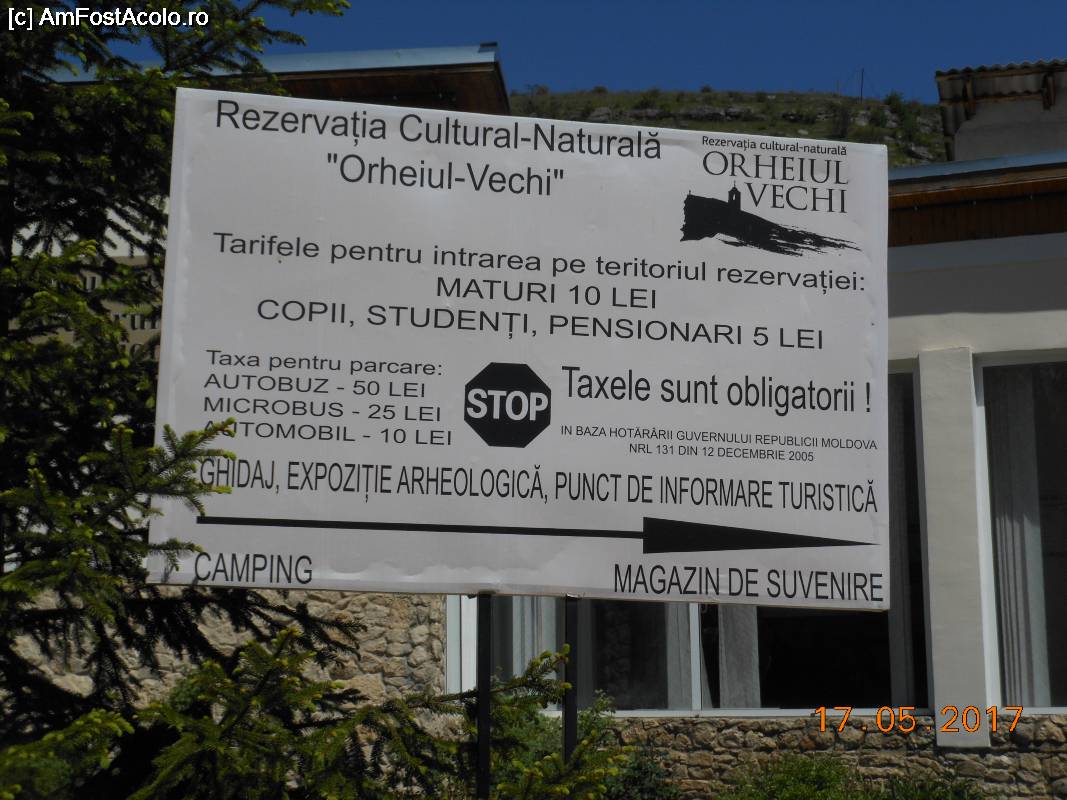 [c] AmFostAcolo.ro
Rezervația Cultural-Naturală
"Orheiul-Vechi"
Rezervația cultural-naturală
ORHEIUL
VECHI
Tarifele pentru intrarea pe teritoriul rezervației:
MATURI 10 LEI
COPII, STUDENȚI, PENSIONARI 5 LEI
Taxa pentru parcare:
AUTOBUZ - 50 LEI
MICROBUS - 25 LEI
AUTOMOBIL - 10 LEI
STOP
Taxele sunt obligatorii !
IN BAZA HOTĂRÂRII GUVERNULUI REPUBLICII MOLDOVA
NRL 131 DIN 12 DECEMBRIE 2005
GHIDAJ, EXPOZIȚIE ARHEOLOGICĂ, PUNCT DE INFORMARE TURISTICĂ
CAMPING
MAGAZIN DE SUVENIRE
17.05.2017